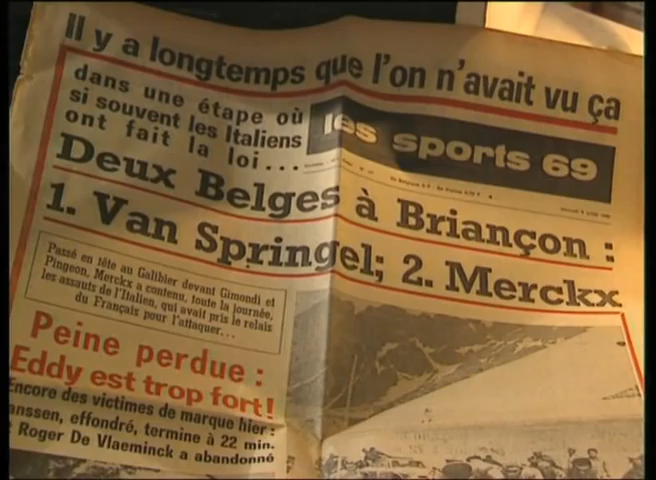 Il y a longtemps que l'on n'avait vu ça
dans une étape où
si souvent les Italiens
ont fait la loi...
les sports 69
Deux Belges à Briançon :
1. Van Springel; 2. Merckx
Passé en tête au Galibier devant Gimondi et
Pingeon, Merckx a contenu, toute la journée,
les assauts de l'Italien, qui avait pris le relais
du Français pour l'attaquer...
Peine perdue :
Eddy est trop fort!
Encore des victimes de marque hier :
anssen, effondré, termine à 22 min.
Roger De Vlaeminck a abandonné